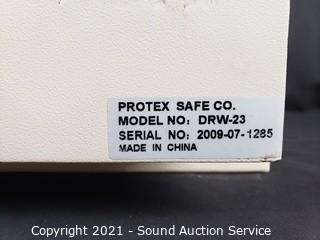 PROTEX SAFE CO.
MODEL NO: DRW-23
SERIAL NO: 2009-07-1285
MADE IN CHINA
Copyright 2021 - Sound Auction Service